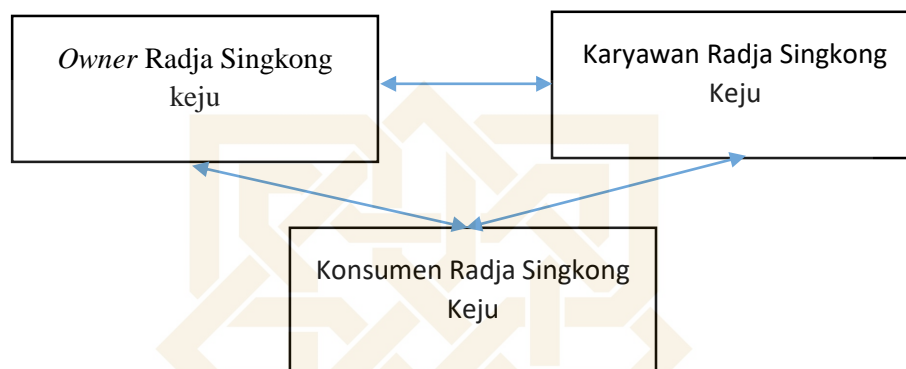 Owner Radja Singkong
keju
Karyawan Radja Singkong
Keju
Konsumen Radja Singkong
Keju